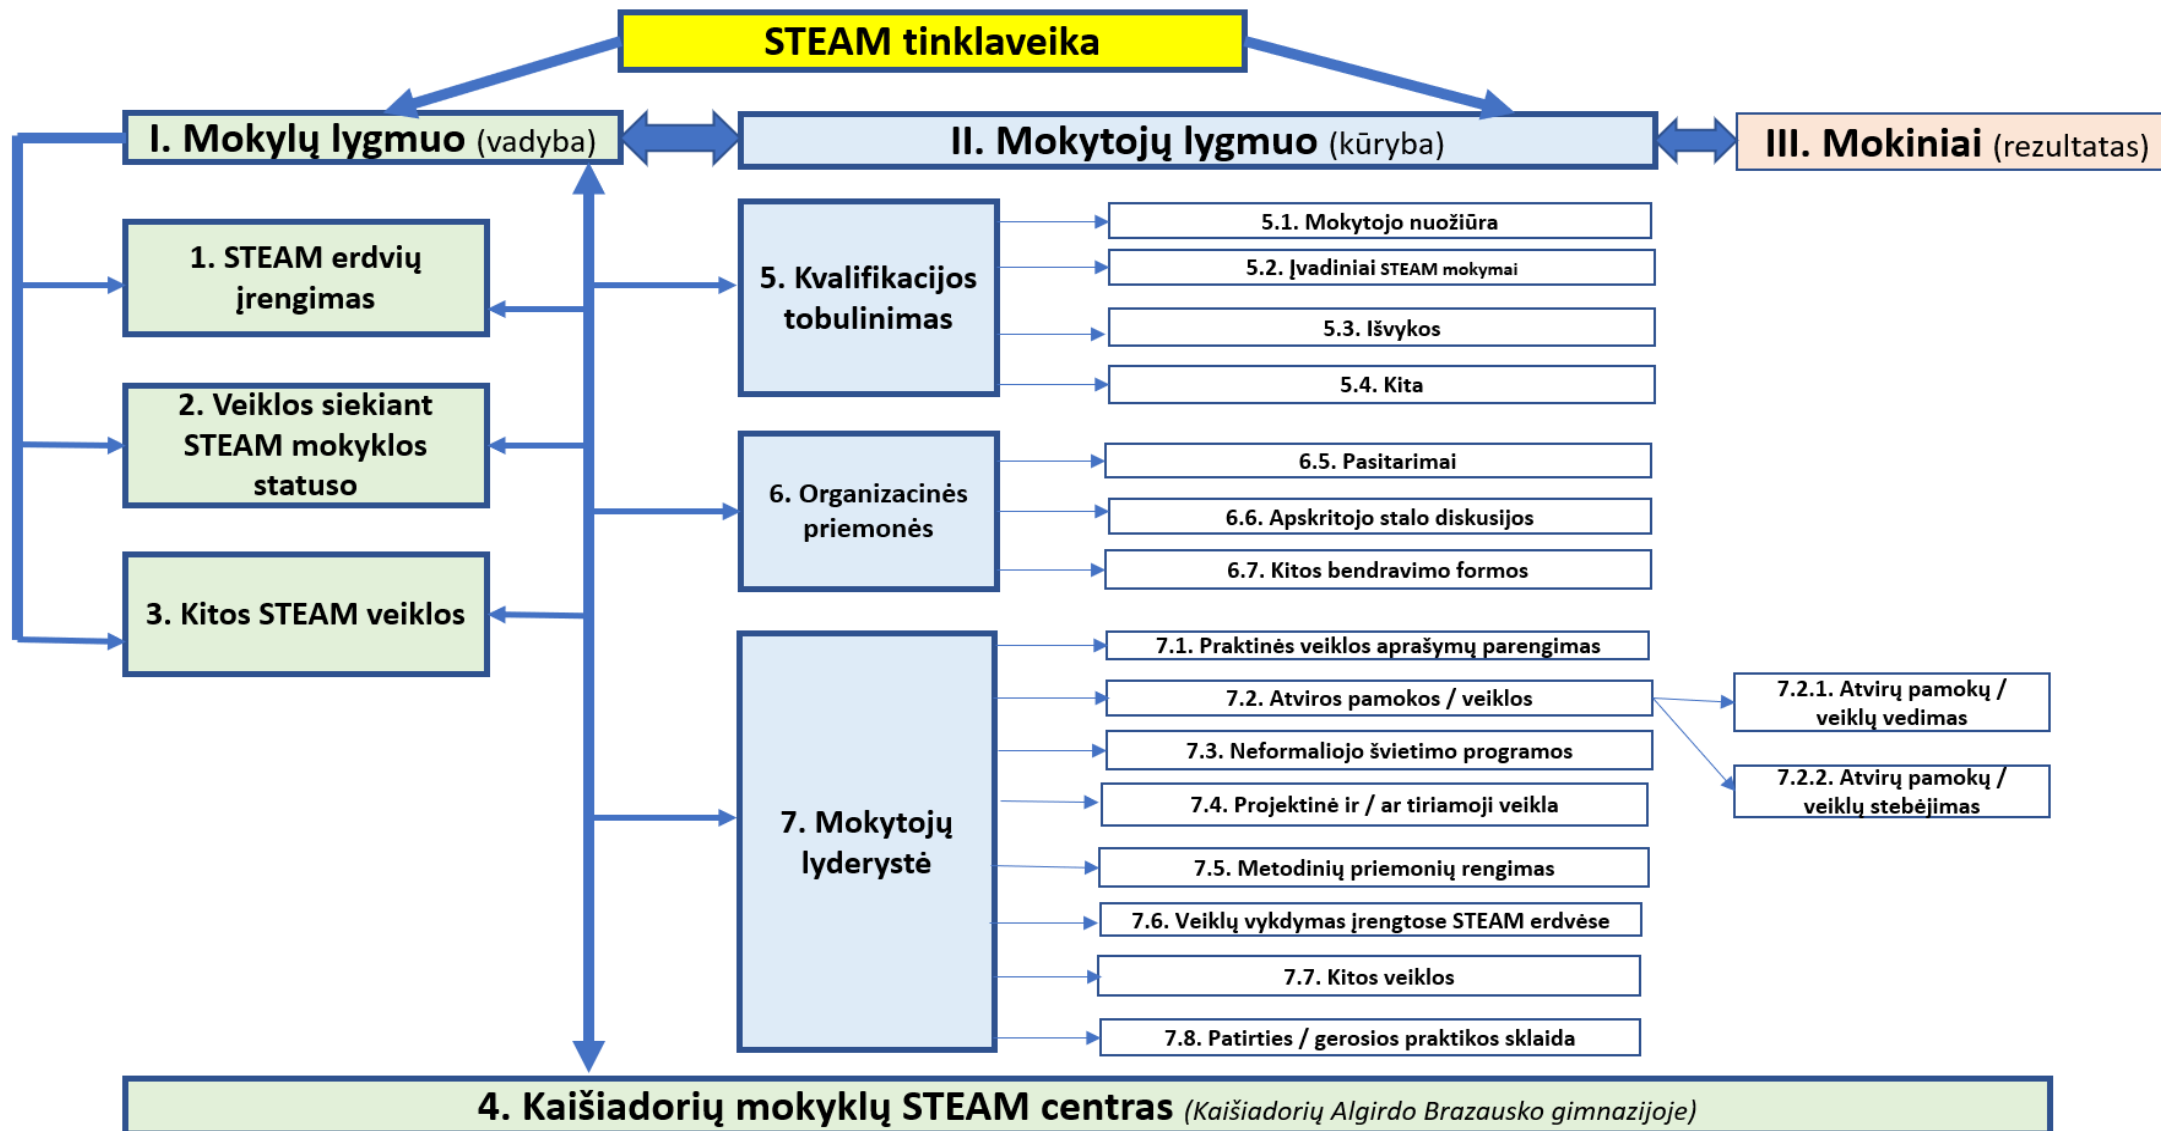 STEAM tinklaveika
I. Mokylų lygmuo (vadyba)
II. Mokytojų lygmuo (kūryba)
III. Mokiniai (rezultatas)
1. STEAM erdvių
įrengimas
2. Veiklos siekiant
STEAM mokyklos
statuso
3. Kitos STEAM veiklos
5. Kvalifikacijos
tobulinimas
5.1. Mokytojo nuožiūra
5.2. Įvadiniai STEAM mokymai
5.3. Išvykos
5.4. Kita
6. Organizacinės
priemonės
6.5. Pasitarimai
6.6. Apskritojo stalo diskusijos
6.7. Kitos bendravimo formos
7. Mokytojų
lyderystė
7.1. Praktinės veiklos aprašymų parengimas
7.2. Atviros pamokos / veiklos
7.2.1. Atvirų pamokų /
veiklų vedimas
7.2.2. Atvirų pamokų /
veiklų stebėjimas
7.3. Neformaliojo švietimo programos
7.4. Projektinė ir / ar tiriamoji veikla
7.5. Metodinių priemonių rengimas
7.6. Veiklų vykdymas įrengtose STEAM erdvėse
7.7. Kitos veiklos
7.8. Patirties / gerosios praktikos sklaida
4. Kaišiadorių mokyklų STEAM centras (Kaišiadorių Algirdo Brazausko gimnazijoje)